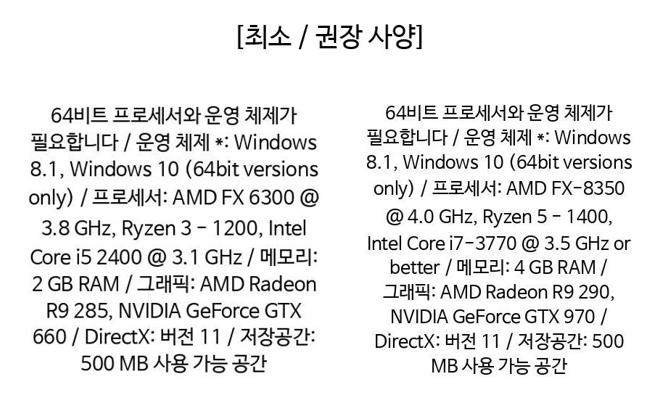 [최소 / 권장 사양]
64비트 프로세서와 운영 체제가
필요합니다 / 운영 체제 *: Windows
8.1, Windows 10 (64bit versions
only) / 프로세서: AMD FX 6300 @
3.8 GHz, Ryzen 3 - 1200, Intel
Core i5 2400 @ 3.1 GHz / 메모리:
2 GB RAM / 그래픽: AMD Radeon
R9 285, NVIDIA GeForce GTX
660 / DirectX: 버전 11 / 저장공간:
500 MB 사용 가능 공간
64비트 프로세서와 운영 체제가
필요합니다 / 운영 체제 *: Windows
8.1, Windows 10 (64bit versions
only) / 프로세서: AMD FX-8350
@ 4.0 GHz, Ryzen 5 - 1400,
Intel Core i7-3770 @ 3.5 GHz or
better / 메모리: 4 GB RAM /
그래픽: AMD Radeon R9 290,
NVIDIA GeForce GTX 970 /
DirectX: 버전 11 / 저장공간: 500
MB 사용 가능 공간